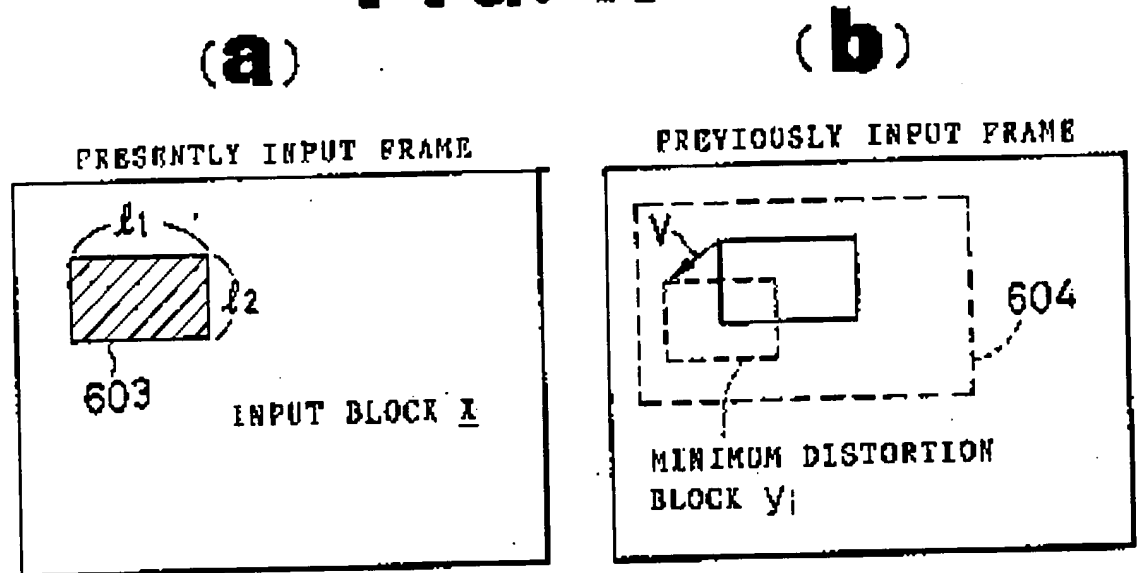 (a)
PRESENTLY INPUT FRAME
ℓ1
ℓ2
603
INPUT BLOCK X
(b)
PREVIOUSLY INPUT FRAME
V
604
MINIMUM DISTORTION
BLOCK yi